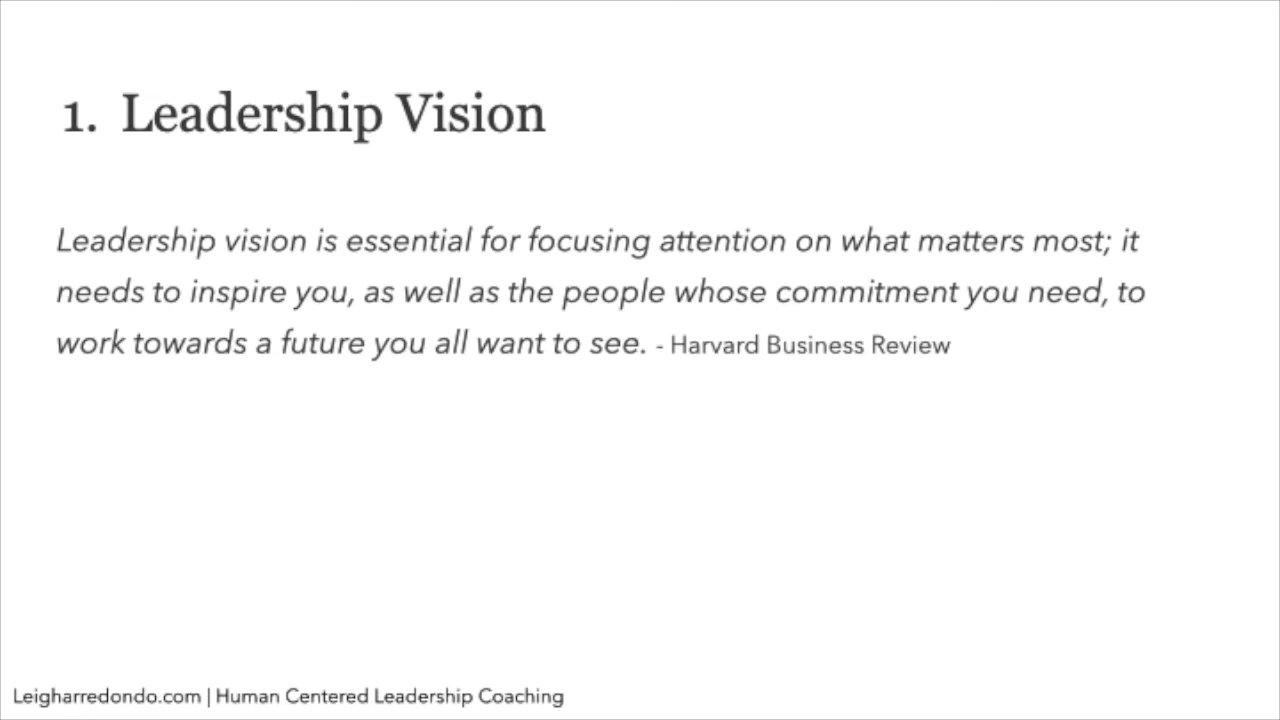 1. Leadership Vision
Leadership vision is essential for focusing attention on what matters most; it
needs to inspire you, as well as the people whose commitment you need, to
work towards a future you all want to see. - Harvard Business Review
Leigharredondo.com | Human Centered Leadership Coaching